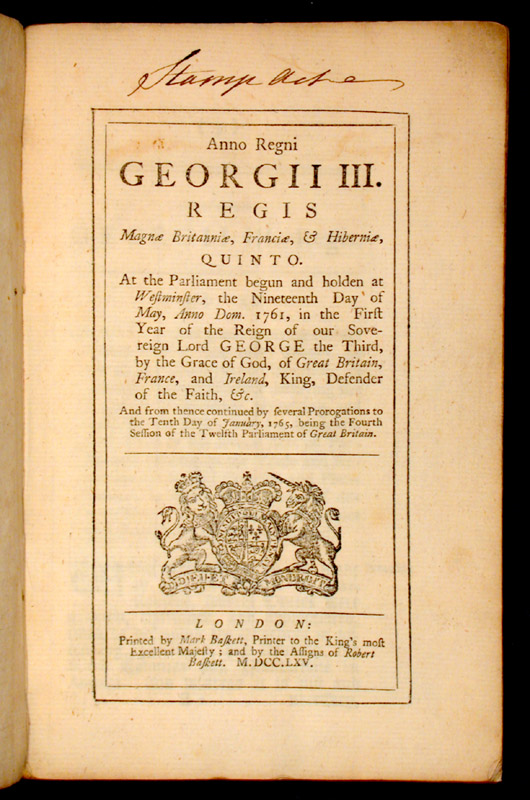 Stamp Act
Anno Regni
GEORGII III.
REGIS
Magnæ Britanniæ, Franciæ, & Hiberniæ,
QUINTO.
At the Parliament begun and holden at
Weſtminſter, the Nineteenth Day of
May, Anno Dom. 1761, in the Firſt
Year of the Reign of our Sove-
reign Lord GEORGE the Third,
by the Grace of God, of Great Britain,
France, and Ireland, King, Defender
of the Faith, &c.
And from thence continued by ſeveral Prorogations to
the Tenth Day of January, 1765, being the Fourth
Seſſion of the Twelfth Parliament of Great Britain.
DIEU ET MON DROIT
LONDON:
Printed by Mark Baſkett, Printer to the King's moſt
Excellent Majeſty; and by the Aſſigns of Robert
Baſkett. M.DCC.LXV.